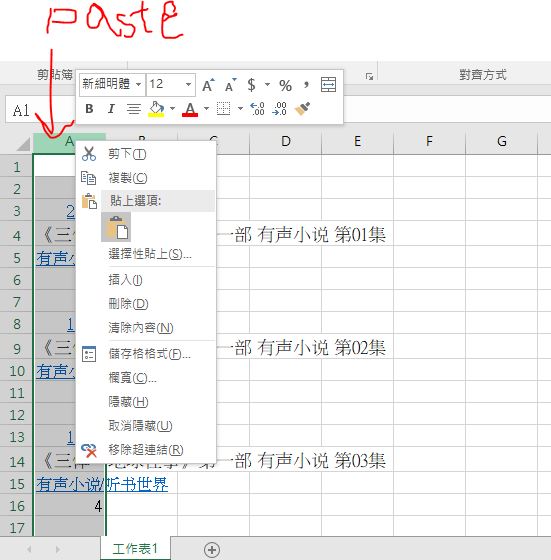 paste
剪貼簿
對齊方式
新細明體
12
A A $ % ,
B I A .00 .00
A1
A B C D E F G
1
2
3 2
4 《三体 一部 有声小说 第01集
5 有声小
6
7
8 1
9 《三体 一部 有声小说 第02集
10 有声小
11
12
13 1
14 第一部 有声小说 第03集
15 有声小说/听书世界
16 4
17
剪下(T)
複製(C)
貼上選項:
選擇性貼上(S)...
插入(I)
刪除(D)
清除內容(N)
儲存格格式(F)...
欄寬(C)...
隱藏(H)
取消隱藏(U)
移除超連結(R)
工作表1